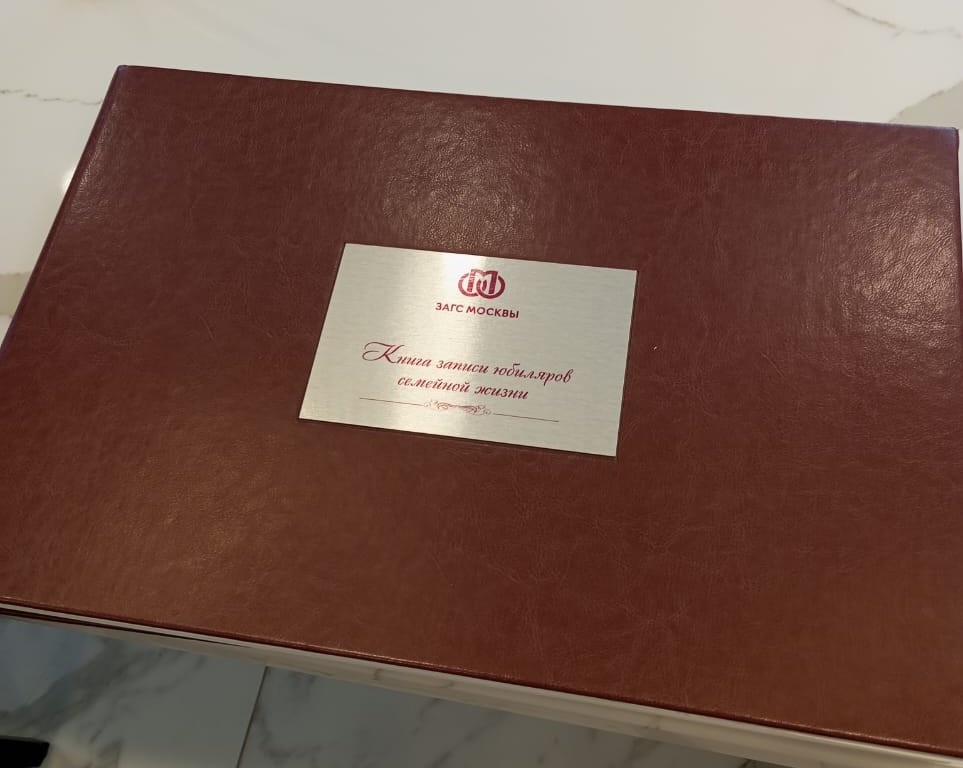 ЗАГС МОСКВЫ
Книга записи юбиляров
семейной жизни